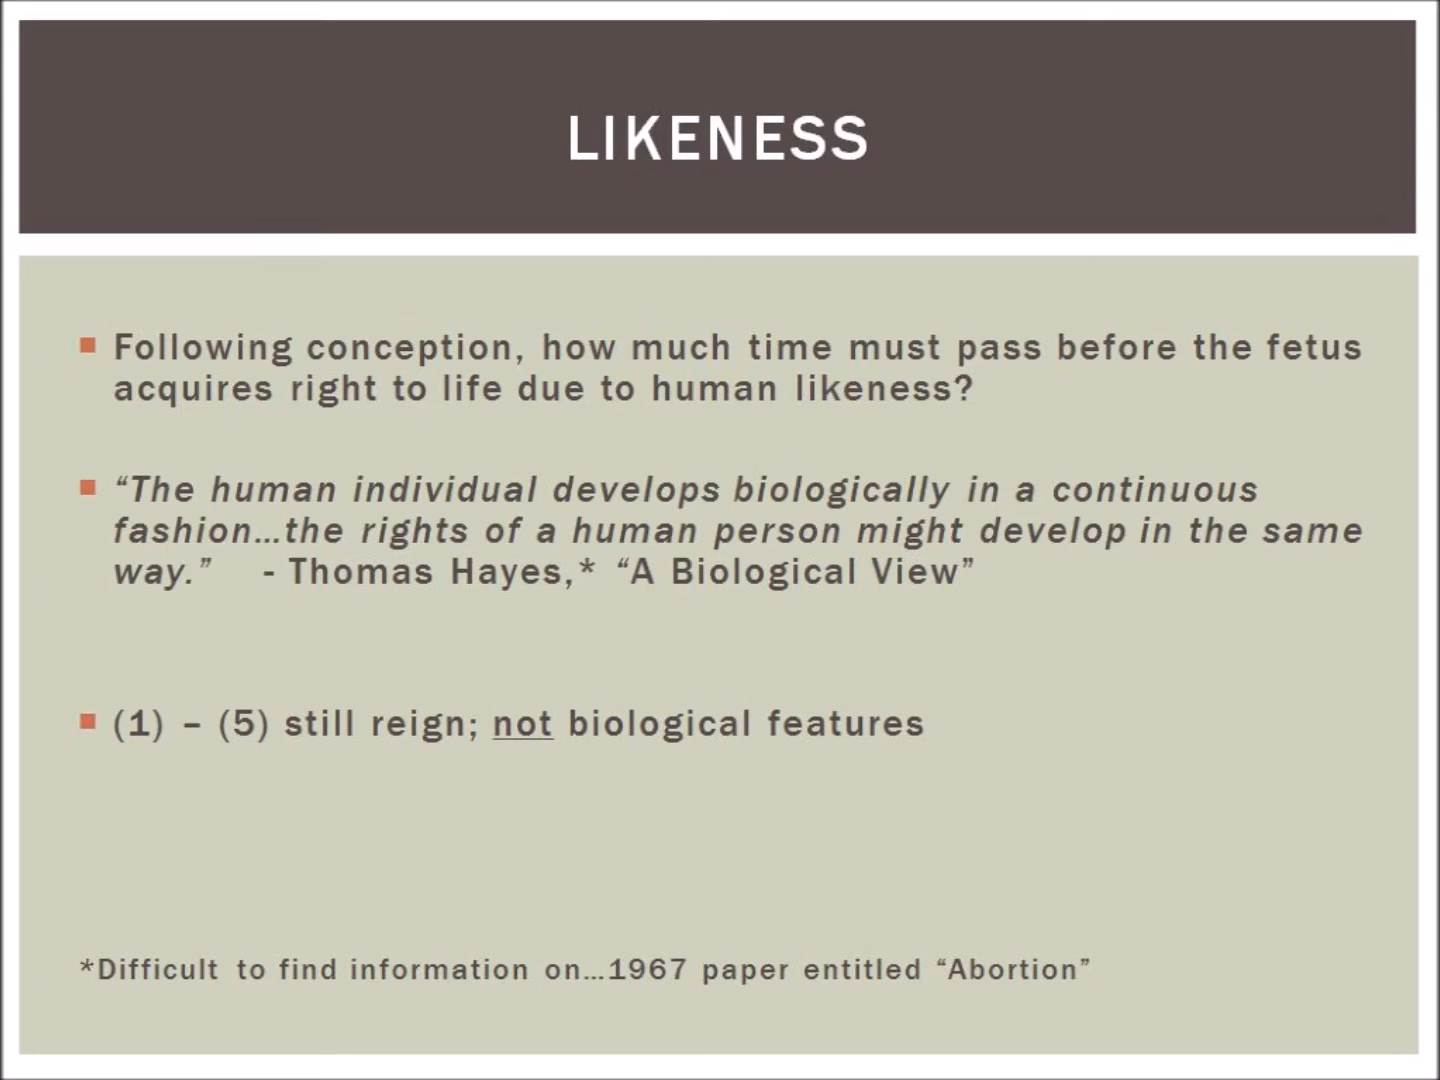 LIKENESS
Following conception, how much time must pass before the fetus
acquires right to life due to human likeness?
“The human individual develops biologically in a continuous
fashion…the rights of a human person might develop in the same
way.” - Thomas Hayes,* “A Biological View”
(1) – (5) still reign; not biological features
*Difficult to find information on…1967 paper entitled “Abortion”